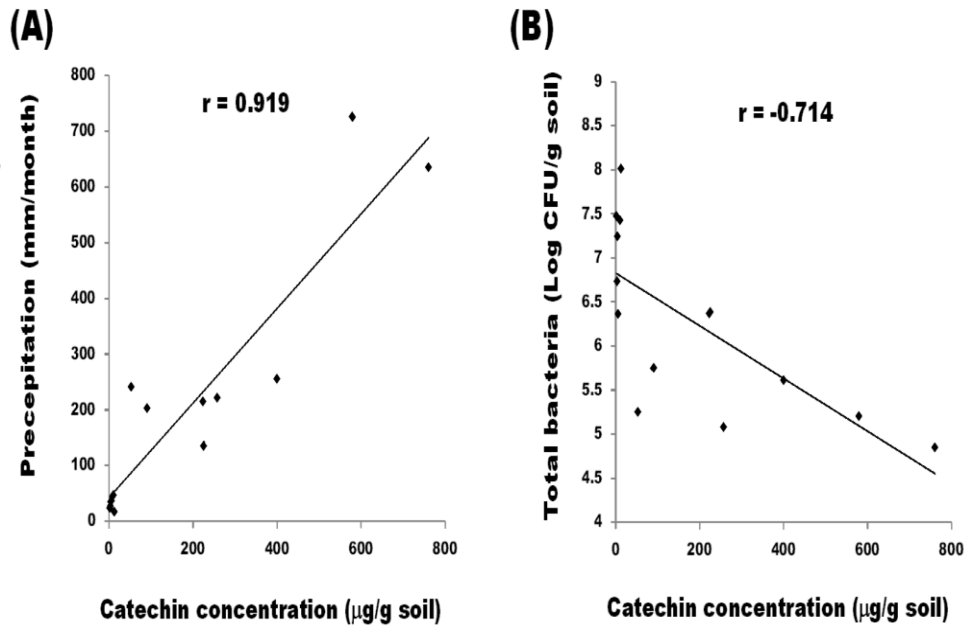 (A)
r = 0.919
Precepitation (mm/month)
800
700
600
500
400
300
200
100
0
0 200 400 600 800
Catechin concentration (μg/g soil)
(B)
r = -0.714
Total bacteria (Log CFU/g soil)
9
8.5
8
7.5
7
6.5
6
5.5
5
4.5
4
0 200 400 600 800
Catechin concentration (μg/g soil)